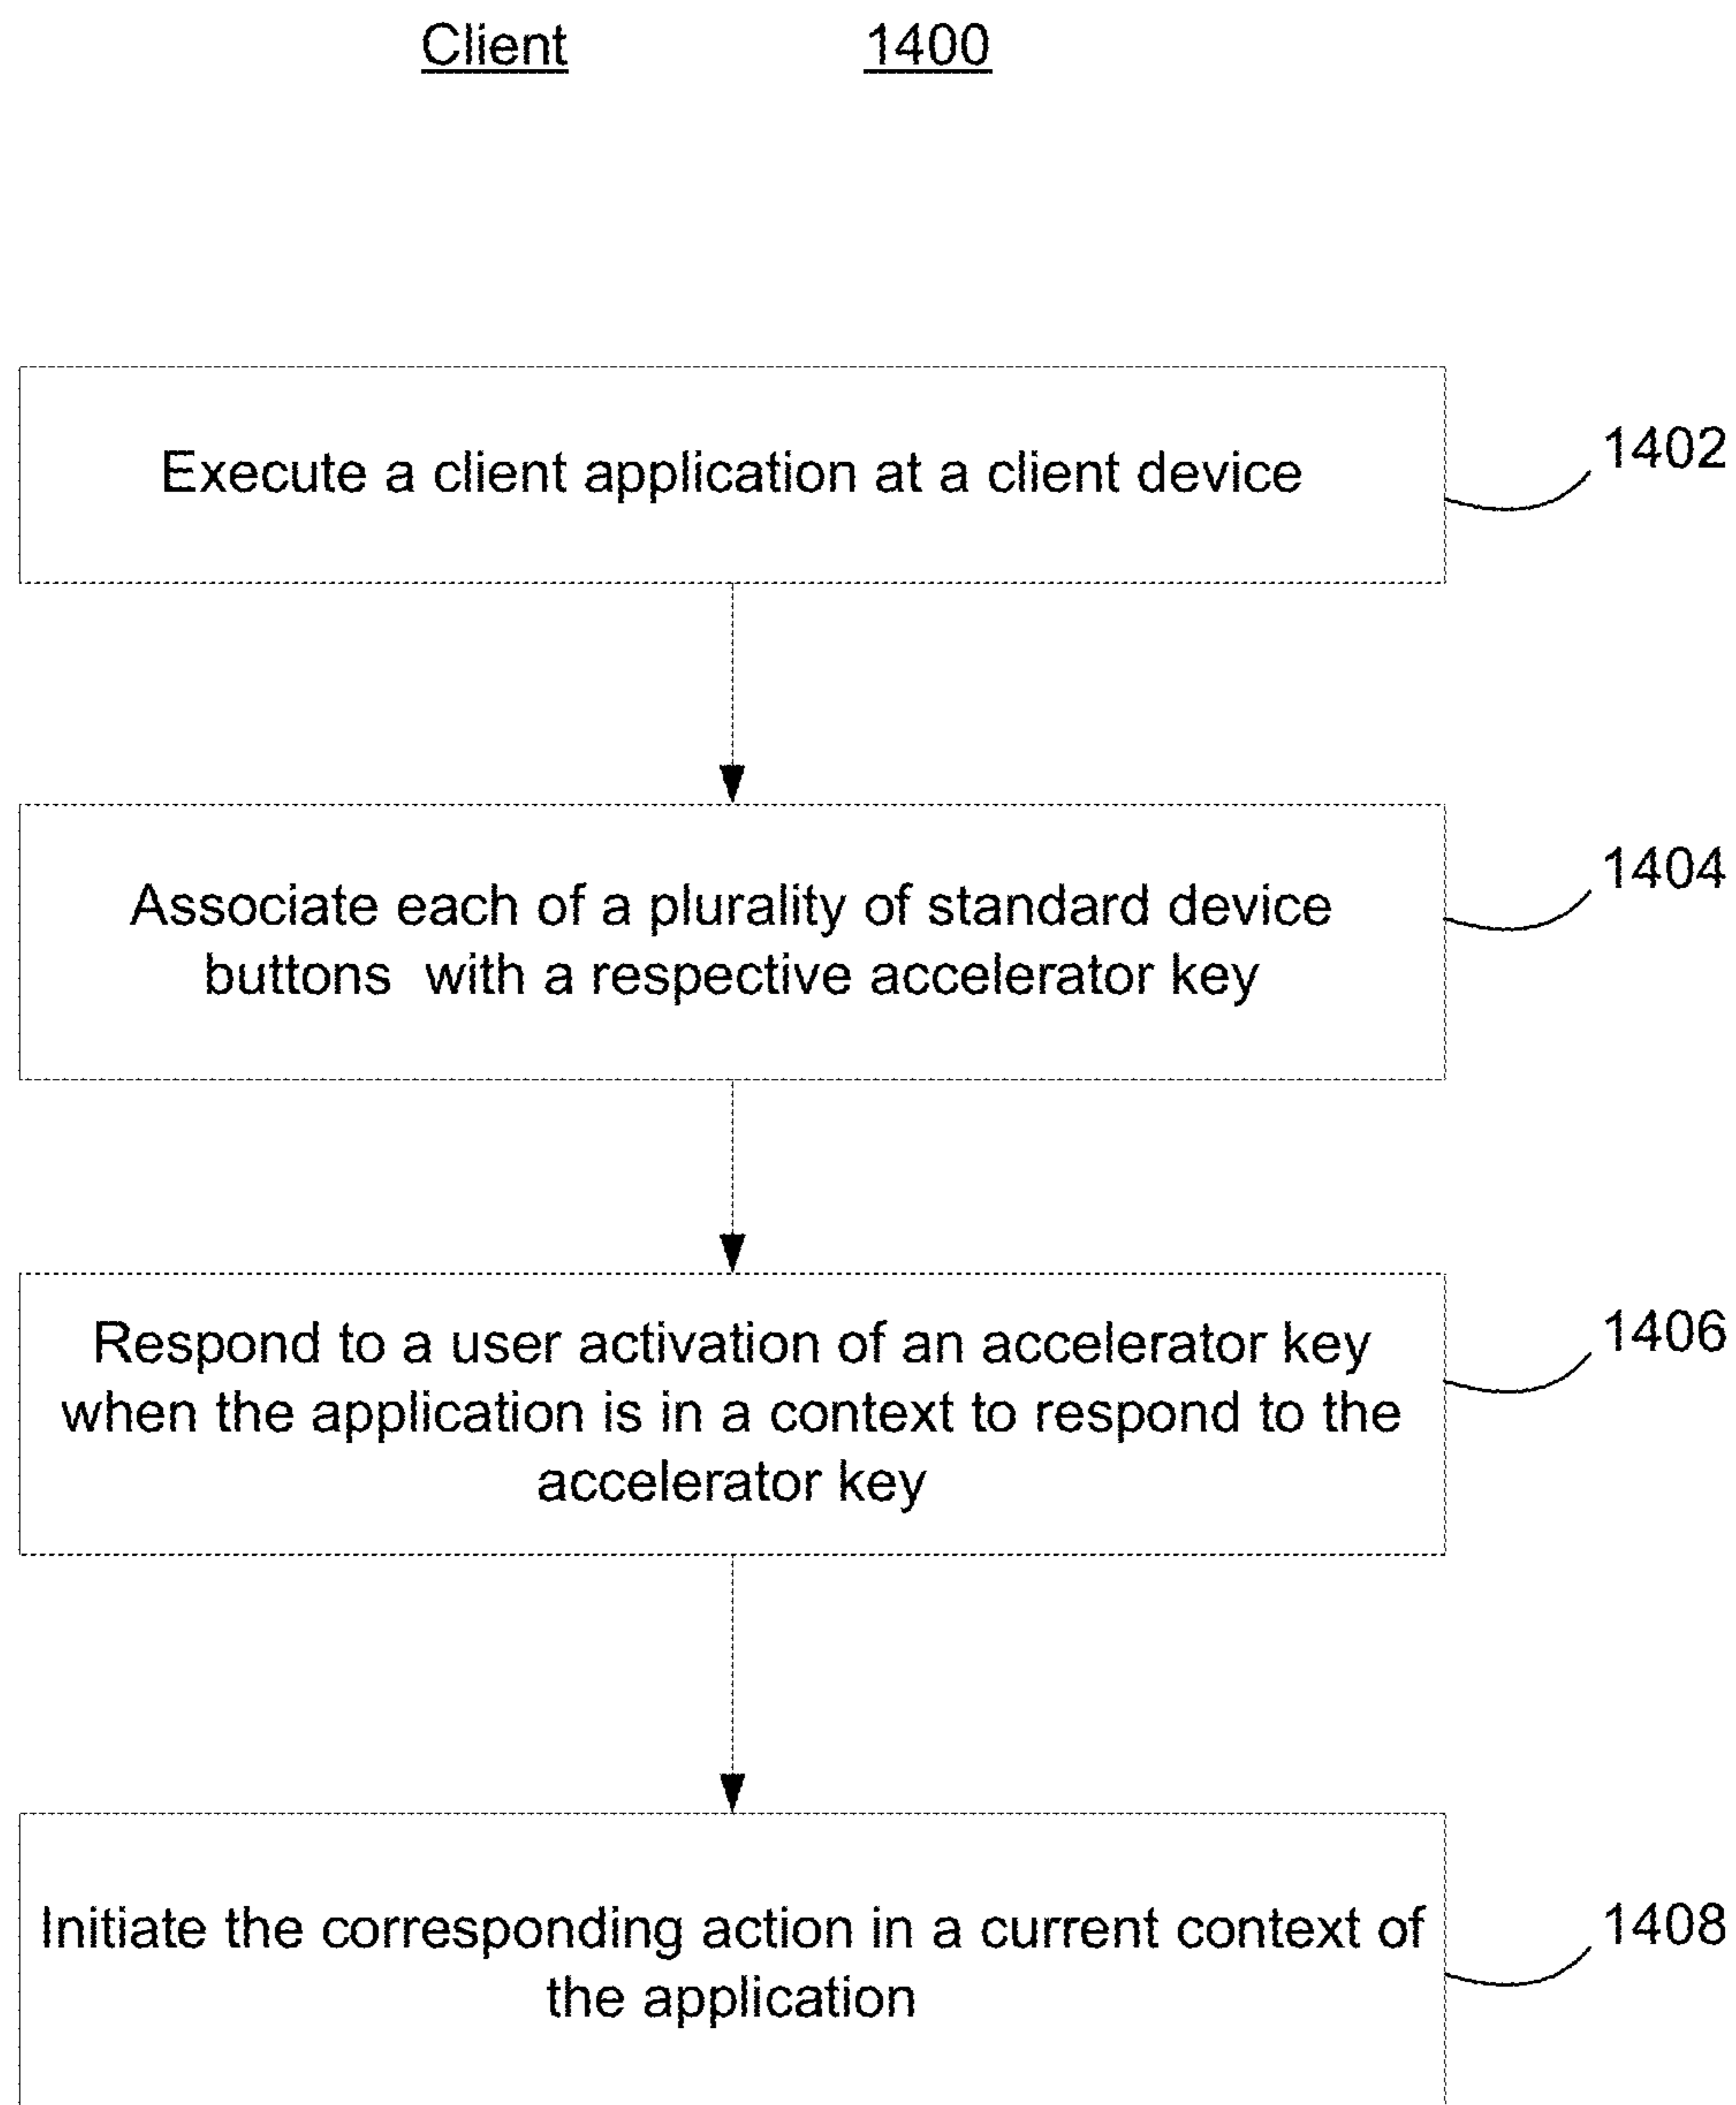 Client 1400
Execute a client application at a client device
1402
Associate each of a plurality of standard device
buttons  with a respective accelerator key
1404
Respond to a user activation of an accelerator key
when the application is in a context to respond to the
accelerator key
1406
Initiate the corresponding action in a current context of
the application
1408